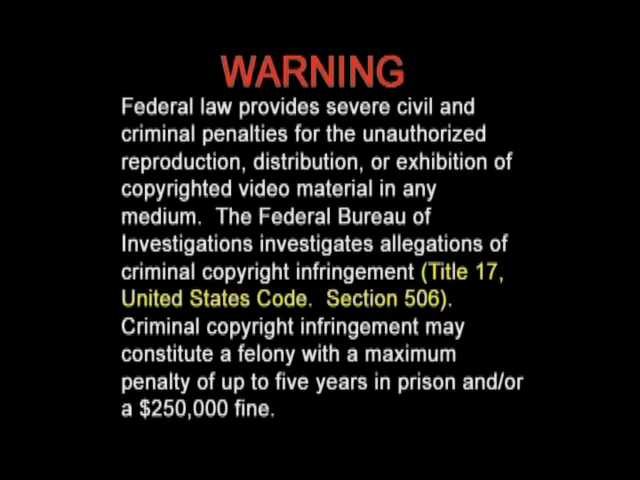 WARNING
Federal law provides severe civil and
criminal penalties for the unauthorized
reproduction, distribution, or exhibition of
copyrighted video material in any
medium.  The Federal Bureau of
Investigations investigates allegations of
criminal copyright infringement (Title 17,
United States Code.  Section 506).
Criminal copyright infringement may
constitute a felony with a maximum
penalty of up to five years in prison and/or
a $250,000 fine.